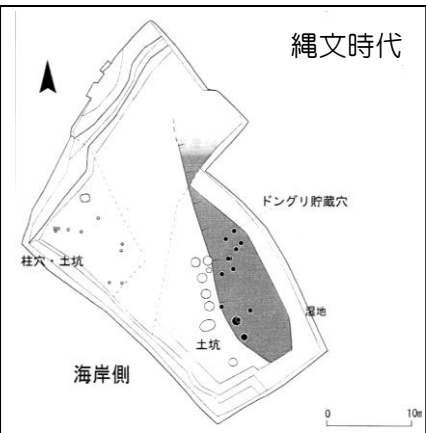 縄文時代
ドングリ貯蔵穴
柱穴・土坑
湿地
土坑
海岸側
0 10m